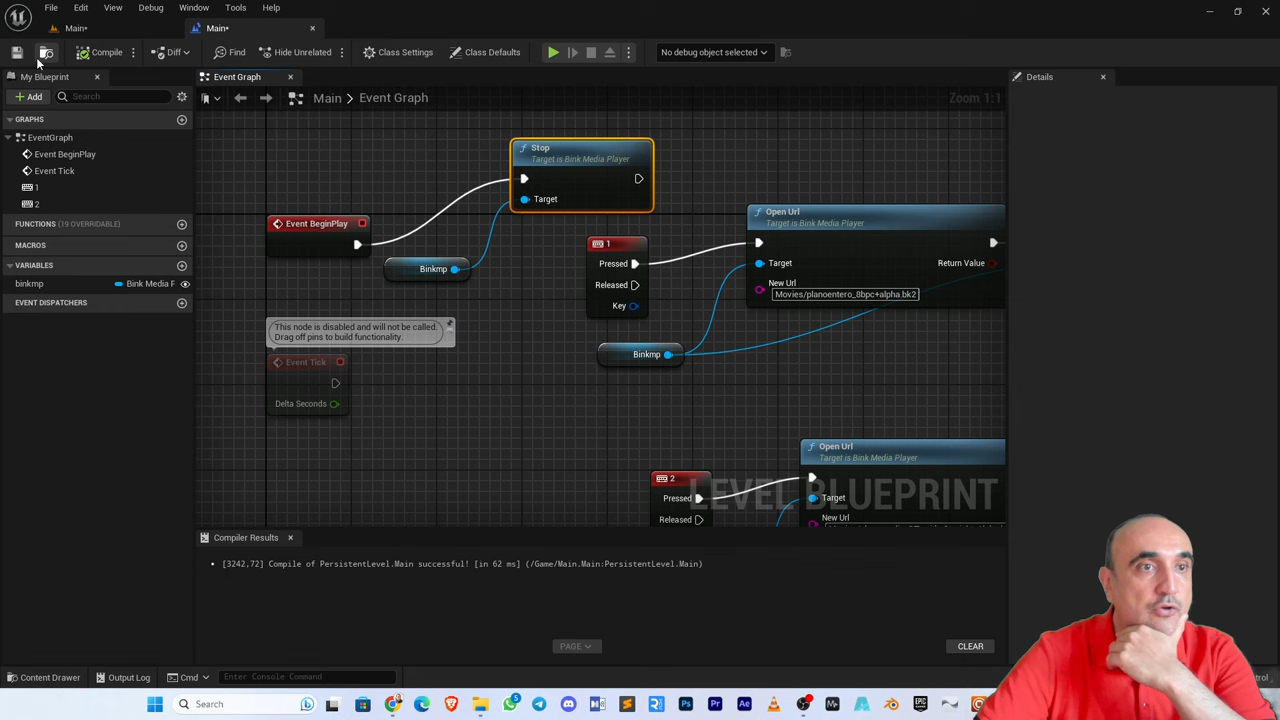 File Edit View Debug Window Tools Help
Main•
Main•
Compile
Diff
Find
Hide Unrelated
Class Settings
Class Defaults
No debug object selected
My Blueprint
Event Graph
Details
Add
Search
Main
Event Graph
Zoom 1:1
GRAPHS
EventGraph
Event BeginPlay
Event Tick
1
2
FUNCTIONS (19 OVERRIDABLE)
MACROS
VARIABLES
binkmp
Bink Media F
EVENT DISPATCHERS
f Stop
Target is Bink Media Player
Target
Event BeginPlay
Binkmp
1
Pressed
Released
Key
f Open Url
Target is Bink Media Player
Target
Return Value
New Url
Movies/planoentero_8bpc+alpha.bk2
Binkmp
This node is disabled and will not be called.
Drag off pins to build functionality.
Event Tick
Delta Seconds
f Open Url
Target is Bink Media Player
2
Pressed
Target
Released
New Url
LEVEL BLUEPRINT
Compiler Results
• [3242,72] Compile of PersistentLevel.Main successful! [in 62 ms] (/Game/Main.Main:PersistentLevel.Main)
PAGE
CLEAR
Content Drawer
Output Log
Cmd
Enter Console Command
Search